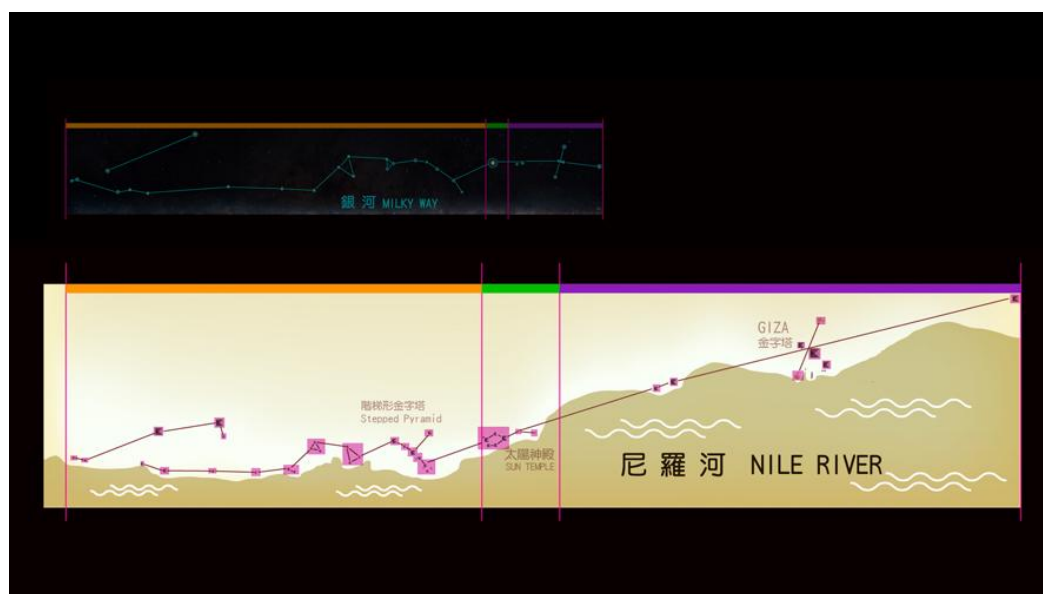 銀河 MILKY WAY
GIZA
金字塔
階梯形金字塔
Stepped Pyramid
太陽神殿
SUN TEMPLE
尼羅河 NILE RIVER